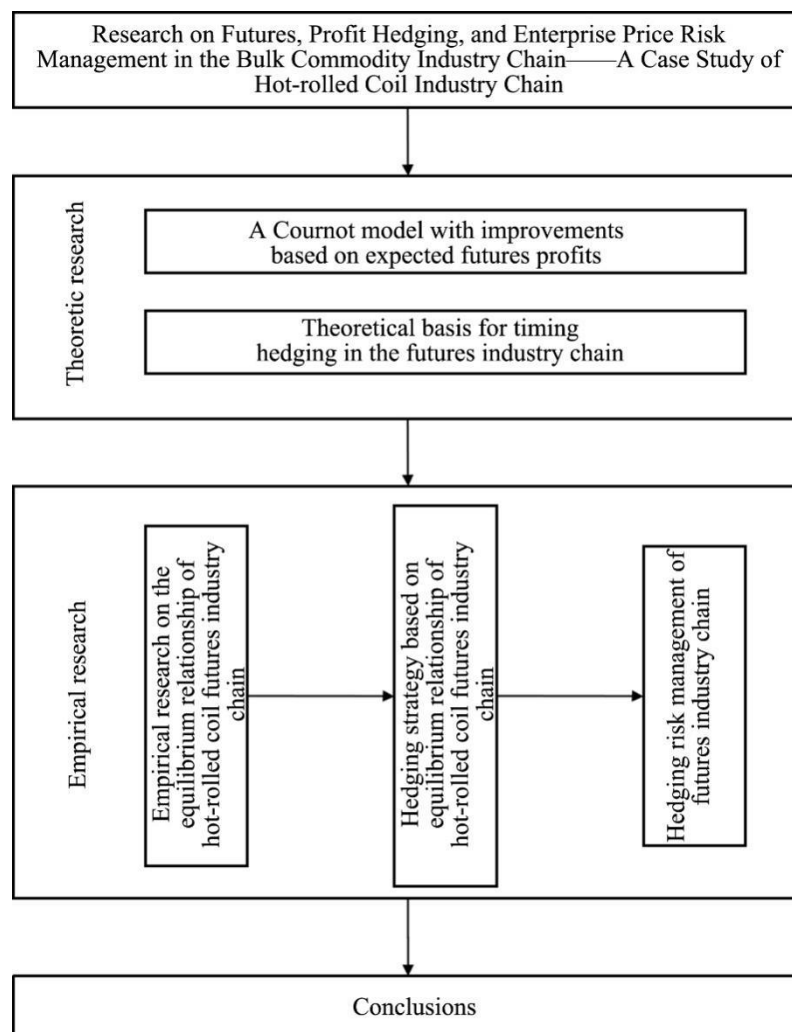 Research on Futures, Profit Hedging, and Enterprise Price Risk
Management in the Bulk Commodity Industry Chain——A Case Study of
Hot-rolled Coil Industry Chain
Theoretic research
A Cournot model with improvements
based on expected futures profits
Theoretical basis for timing
hedging in the futures industry chain
Empirical research
Empirical research on the
equilibrium relationship of
hot-rolled coil futures industry
chain
Hedging strategy based on
equilibrium relationship of
hot-rolled coil futures industry
chain
Hedging risk management of
futures industry chain
Conclusions